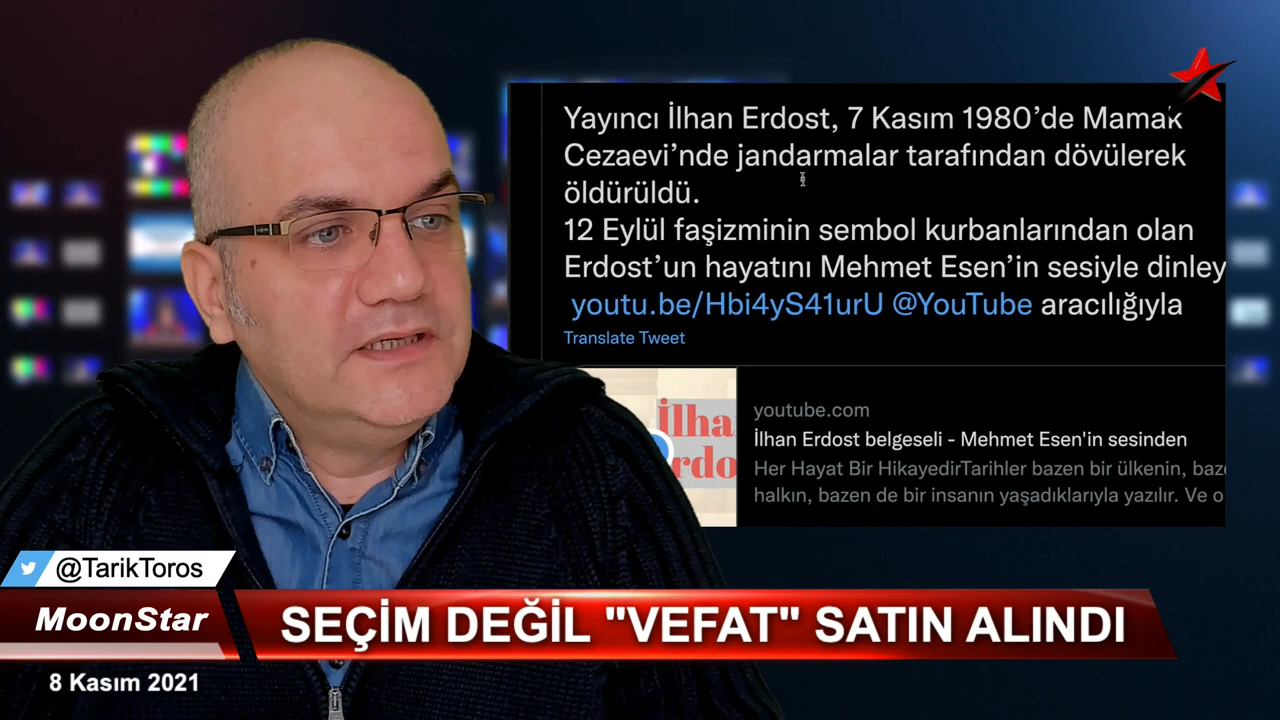 Yayıncı İlhan Erdost, 7 Kasım 1980’de Mamak
Cezaevi’nde jandarmalar tarafından dövülerek
öldürüldü.
12 Eylül faşizminin sembol kurbanlarından olan
Erdost’un hayatını Mehmet Esen’in sesiyle dinley
youtu.be/Hbi4yS41urU @YouTube aracılığıyla
Translate Tweet
İlha
rdo
youtube.com
İlhan Erdost belgeseli - Mehmet Esen'in sesinden
Her Hayat Bir HikayedirTarihler bazen bir ülkenin, baze
halkın, bazen de bir insanın yaşadıklarıyla yazılır. Ve o
@TarikToros
MoonStar
SEÇİM DEĞİL "VEFAT" SATIN ALINDI
8 Kasım 2021